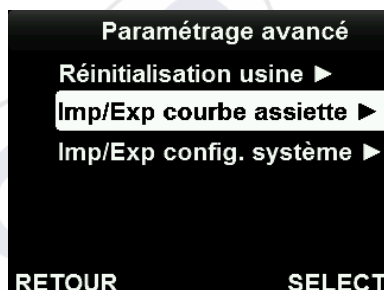 Paramétrage avancé
Réinitialisation usine ►
Imp/Exp courbe assiette ►
Imp/Exp config. système ►
RETOUR SELECT